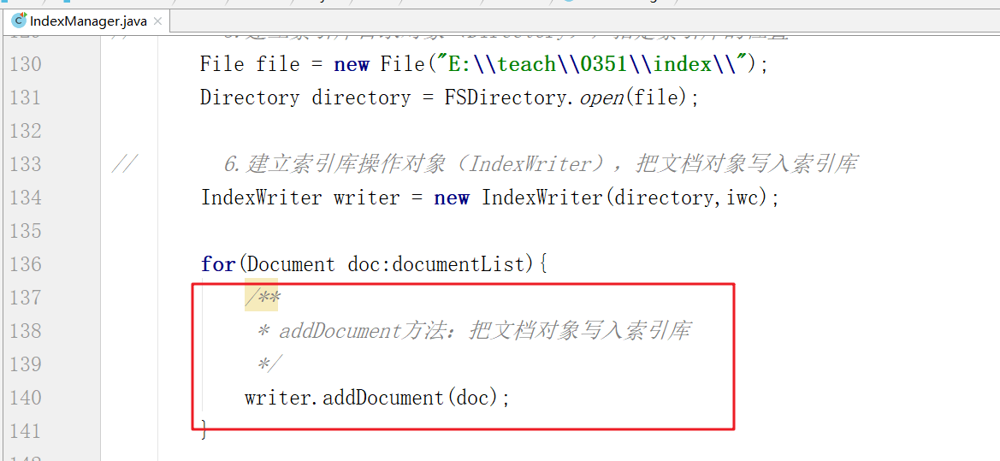 IndexManager.java
130 File file = new File("E:\\teach\\0351\\index\\");
131 Directory directory = FSDirectory.open(file);
132
133 // 6.建立索引库操作对象（IndexWriter），把文档对象写入索引库
134 IndexWriter writer = new IndexWriter(directory,iwc);
135
136 for(Document doc:documentList){
137 /**
138 * addDocument方法：把文档对象写入索引库
139 */
140 writer.addDocument(doc);
141 }